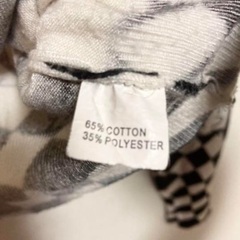 65% COTTON
35% POLYESTER